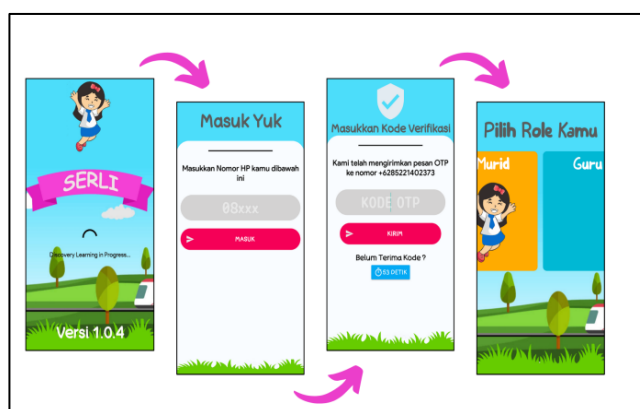 SERLI
Discovery Learning in Progress...
Versi 1.0.4
Masuk Yuk
Masukkan Nomor HP kamu dibawah
ini
08xxx
MASUK
Masukkan Kode Verifikasi
Kami telah mengirimkan pesan OTP
ke nomor +6285221402373
KODE OTP
KIRIM
Belum Terima Kode ?
53 DETIK
Pilih Role Kamu
Murid
Guru